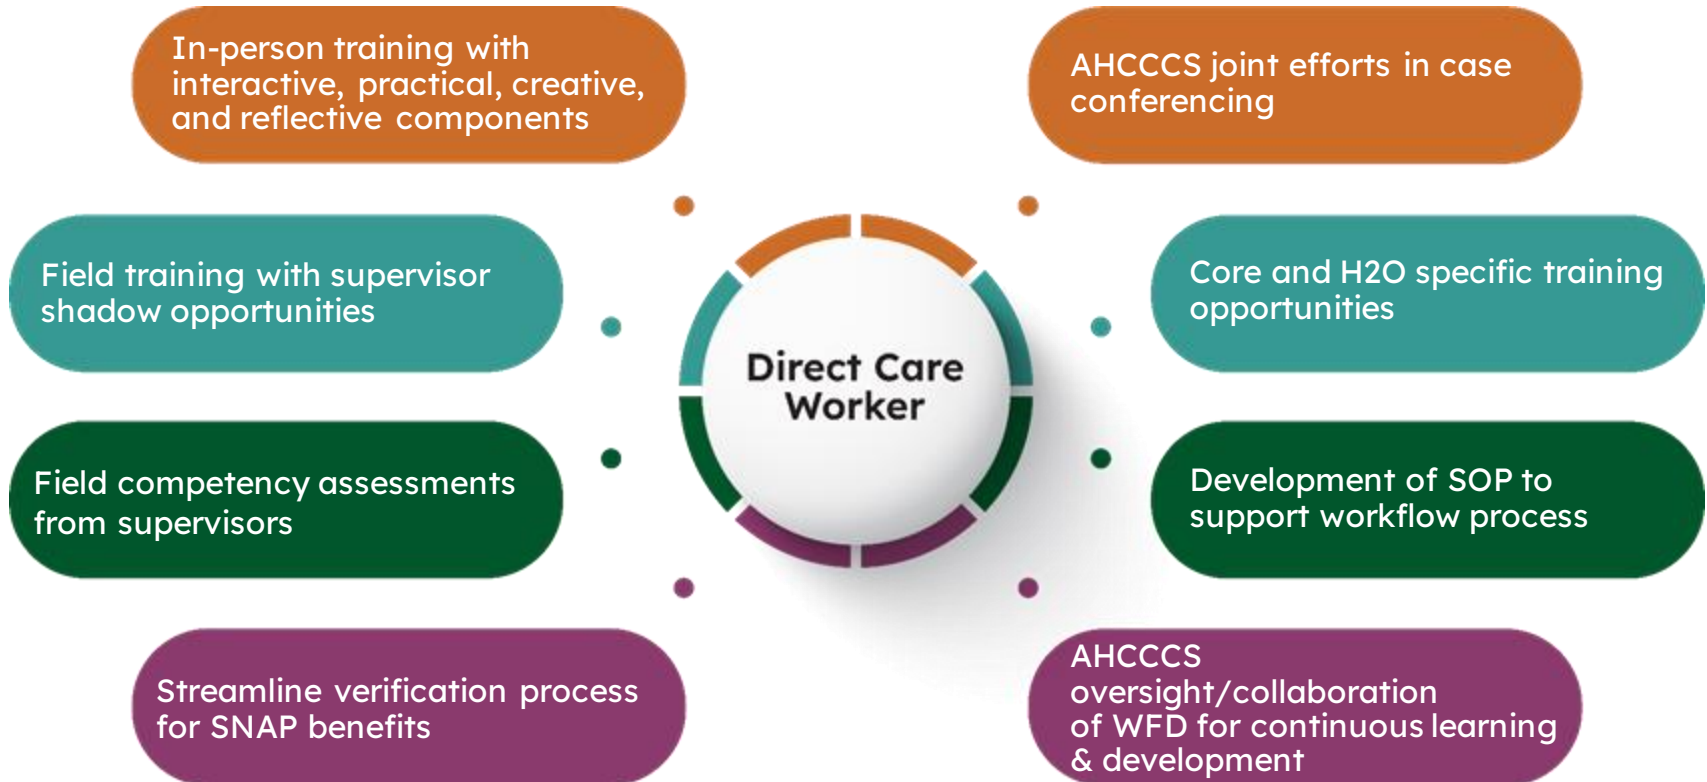 In-person training with
interactive, practical, creative,
and reflective components
AHCCCS joint efforts in case
conferencing
Field training with supervisor
shadow opportunities
Core and H2O specific training
opportunities
Direct Care
Worker
Field competency assessments
from supervisors
Development of SOP to
support workflow process
Streamline verification process
for SNAP benefits
AHCCCS
oversight/collaboration
of WFD for continuous learning
& development